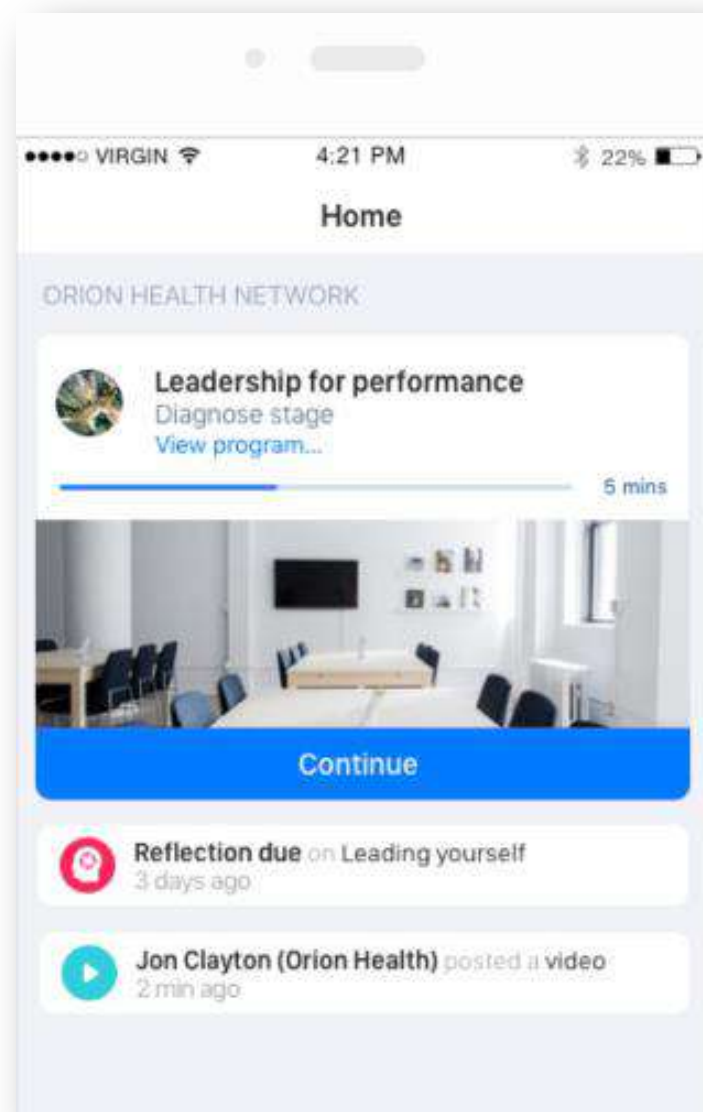 VIRGIN 4:21 PM 22%
Home
ORION HEALTH NETWORK
Leadership for performance
Diagnose stage
View program...
5 mins
Continue
Reflection due on Leading yourself
3 days ago
Jon Clayton (Orion Health) posted a video
2 min ago